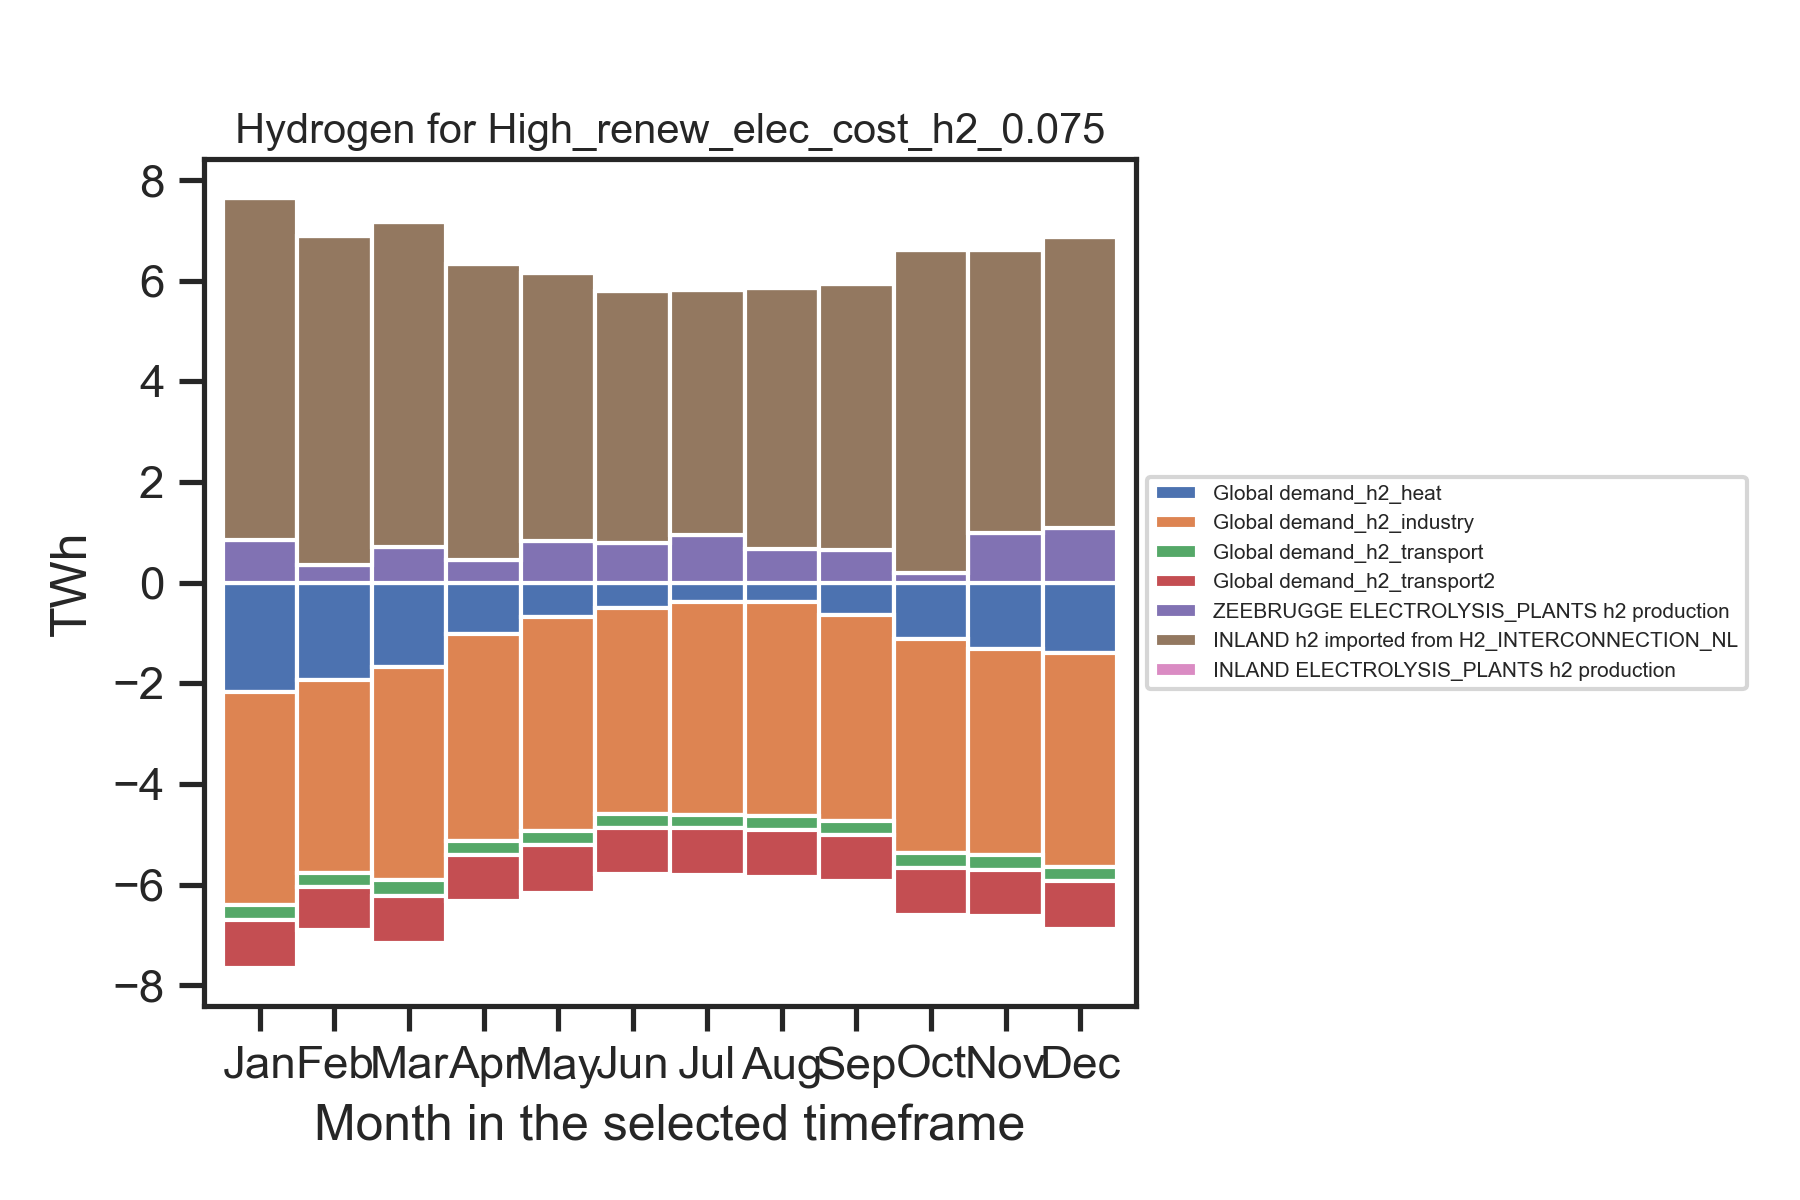 Hydrogen for High_renew_elec_cost_h2_0.075
8
6
4
2
0
−2
−4
−6
−8
TWh
Jan Feb Mar Apr May Jun Jul Aug Sep Oct Nov Dec
Month in the selected timeframe
Global demand_h2_heat
Global demand_h2_industry
Global demand_h2_transport
Global demand_h2_transport2
ZEEBRUGGE ELECTROLYSIS_PLANTS h2 production
INLAND h2 imported from H2_INTERCONNECTION_NL
INLAND ELECTROLYSIS_PLANTS h2 production